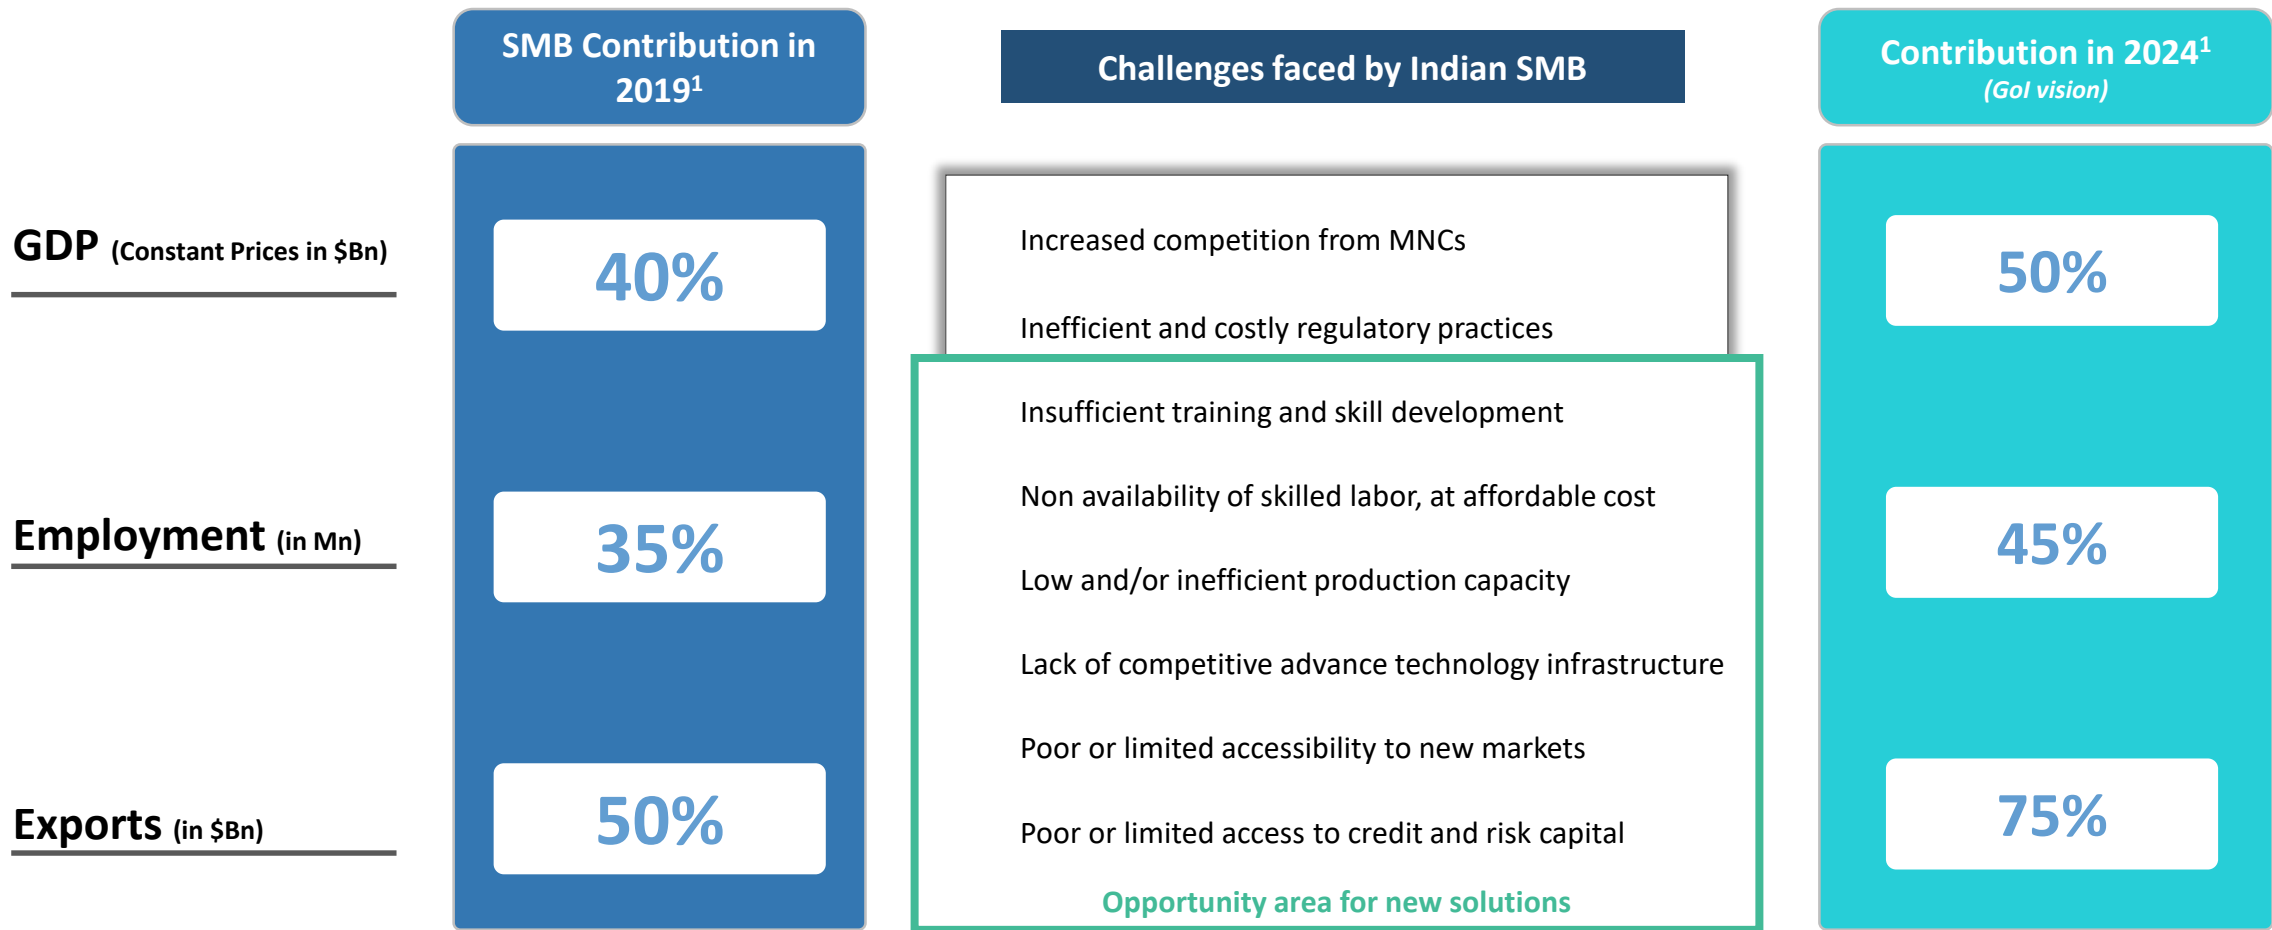 SMB Contribution in
2019¹
Challenges faced by Indian SMB
Contribution in 2024¹
(GoI vision)
GDP (Constant Prices in $Bn)
40%
Increased competition from MNCs
50%
Inefficient and costly regulatory practices
Insufficient training and skill development
Non availability of skilled labor, at affordable cost
Employment (in Mn)
35%
45%
Low and/or inefficient production capacity
Lack of competitive advance technology infrastructure
Poor or limited accessibility to new markets
Exports (in $Bn)
50%
75%
Poor or limited access to credit and risk capital
Opportunity area for new solutions